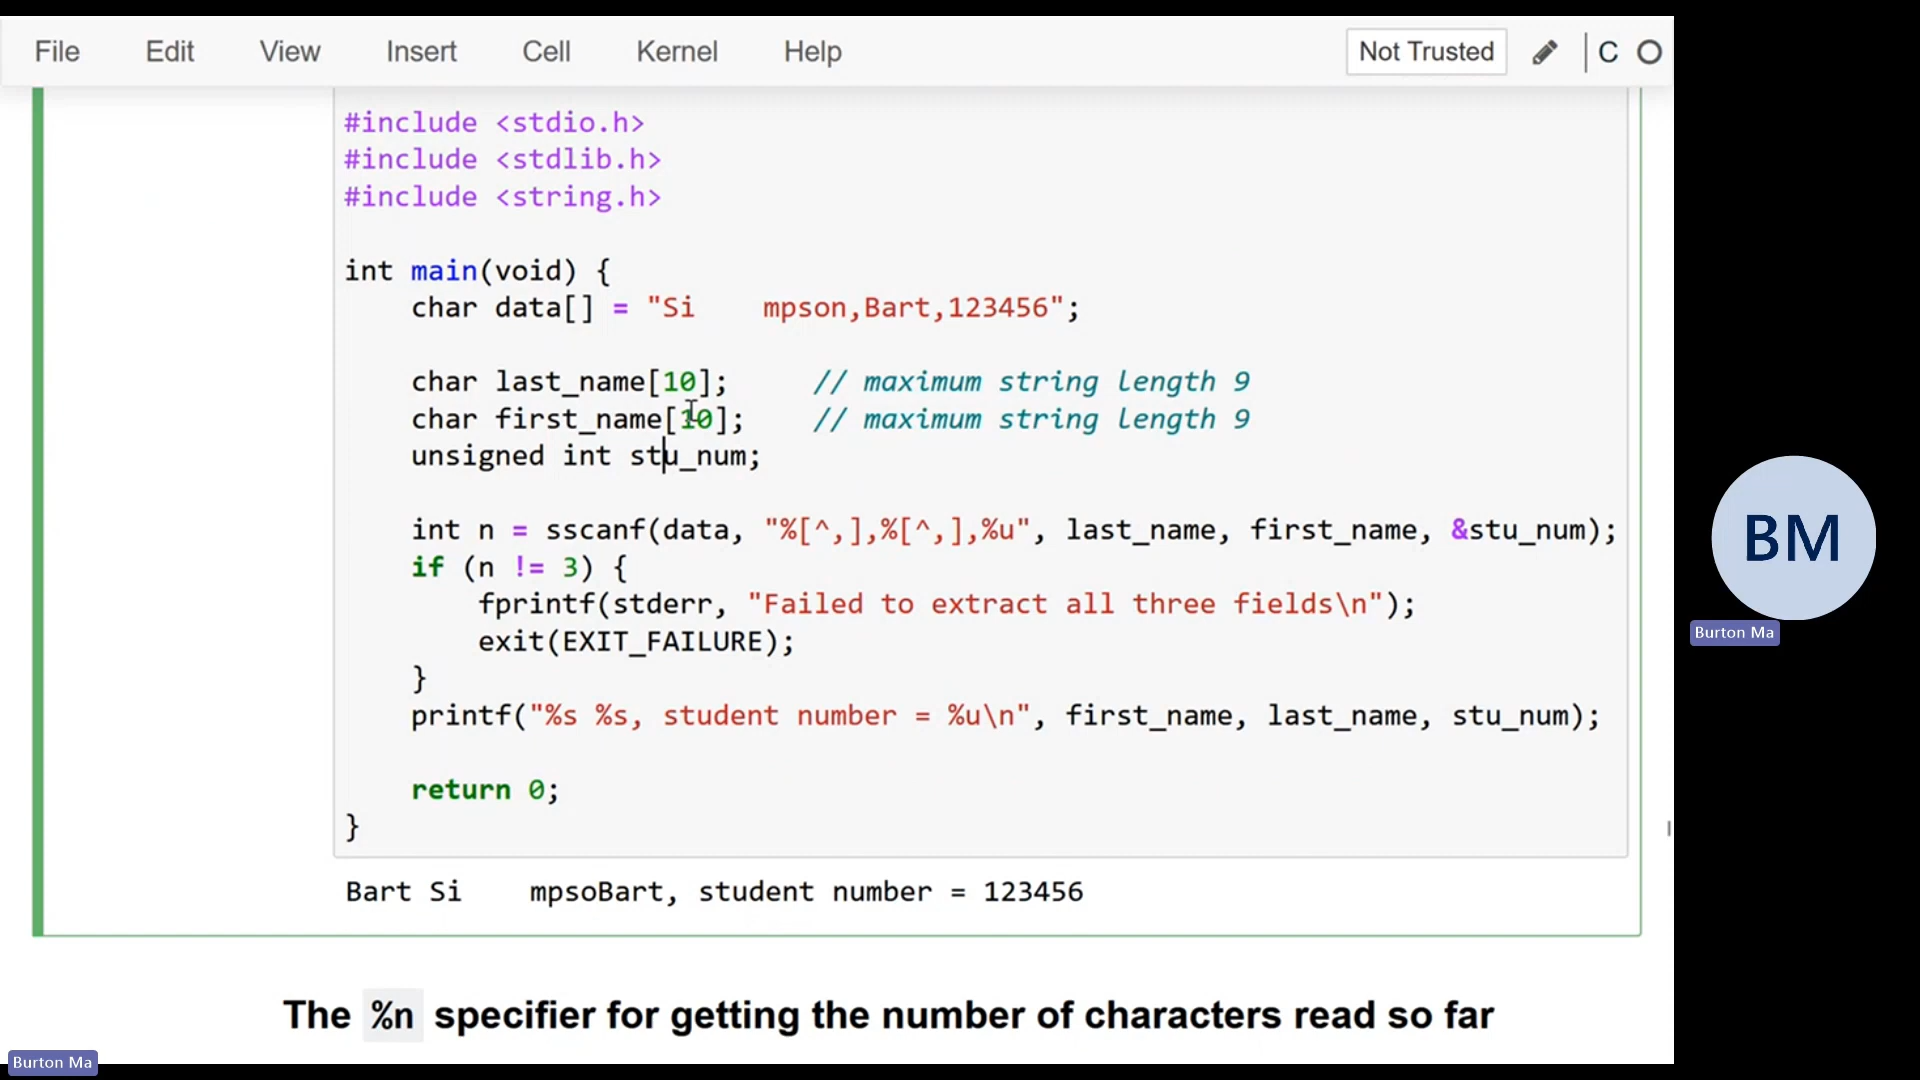 File Edit View Insert Cell Kernel Help Not Trusted C
#include <stdio.h>
#include <stdlib.h>
#include <string.h>
int main(void) {
    char data[] = "Si    mpson,Bart,123456";
    char last_name[10];     // maximum string length 9
    char first_name[10];    // maximum string length 9
    unsigned int stu_num;
    int n = sscanf(data, "%[^,],%[^,],%u", last_name, first_name, &stu_num);
    if (n != 3) {
        fprintf(stderr, "Failed to extract all three fields\n");
        exit(EXIT_FAILURE);
    }
    printf("%s %s, student number = %u\n", first_name, last_name, stu_num);
    return 0;
}
Bart Si    mpsoBart, student number = 123456
The %n specifier for getting the number of characters read so far
BM
Burton Ma
Burton Ma